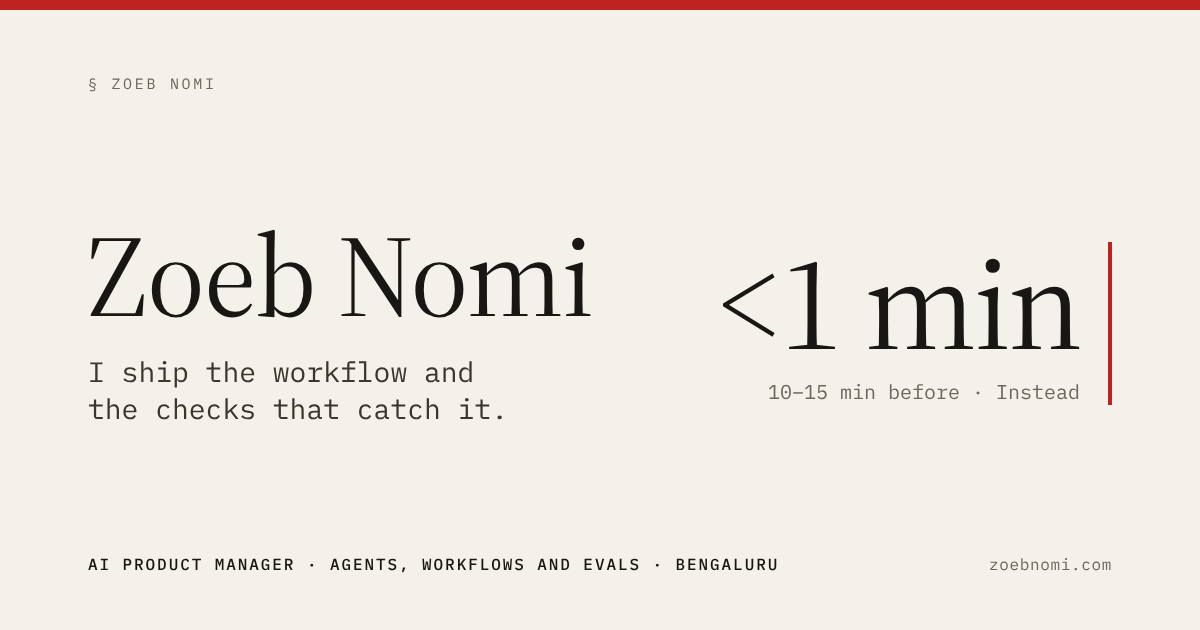 § ZOEB NOMI
Zoeb Nomi
I ship the workflow and
the checks that catch it.
<1 min
10–15 min before · Instead
AI PRODUCT MANAGER · AGENTS, WORKFLOWS AND EVALS · BENGALURU
zoebnomi.com